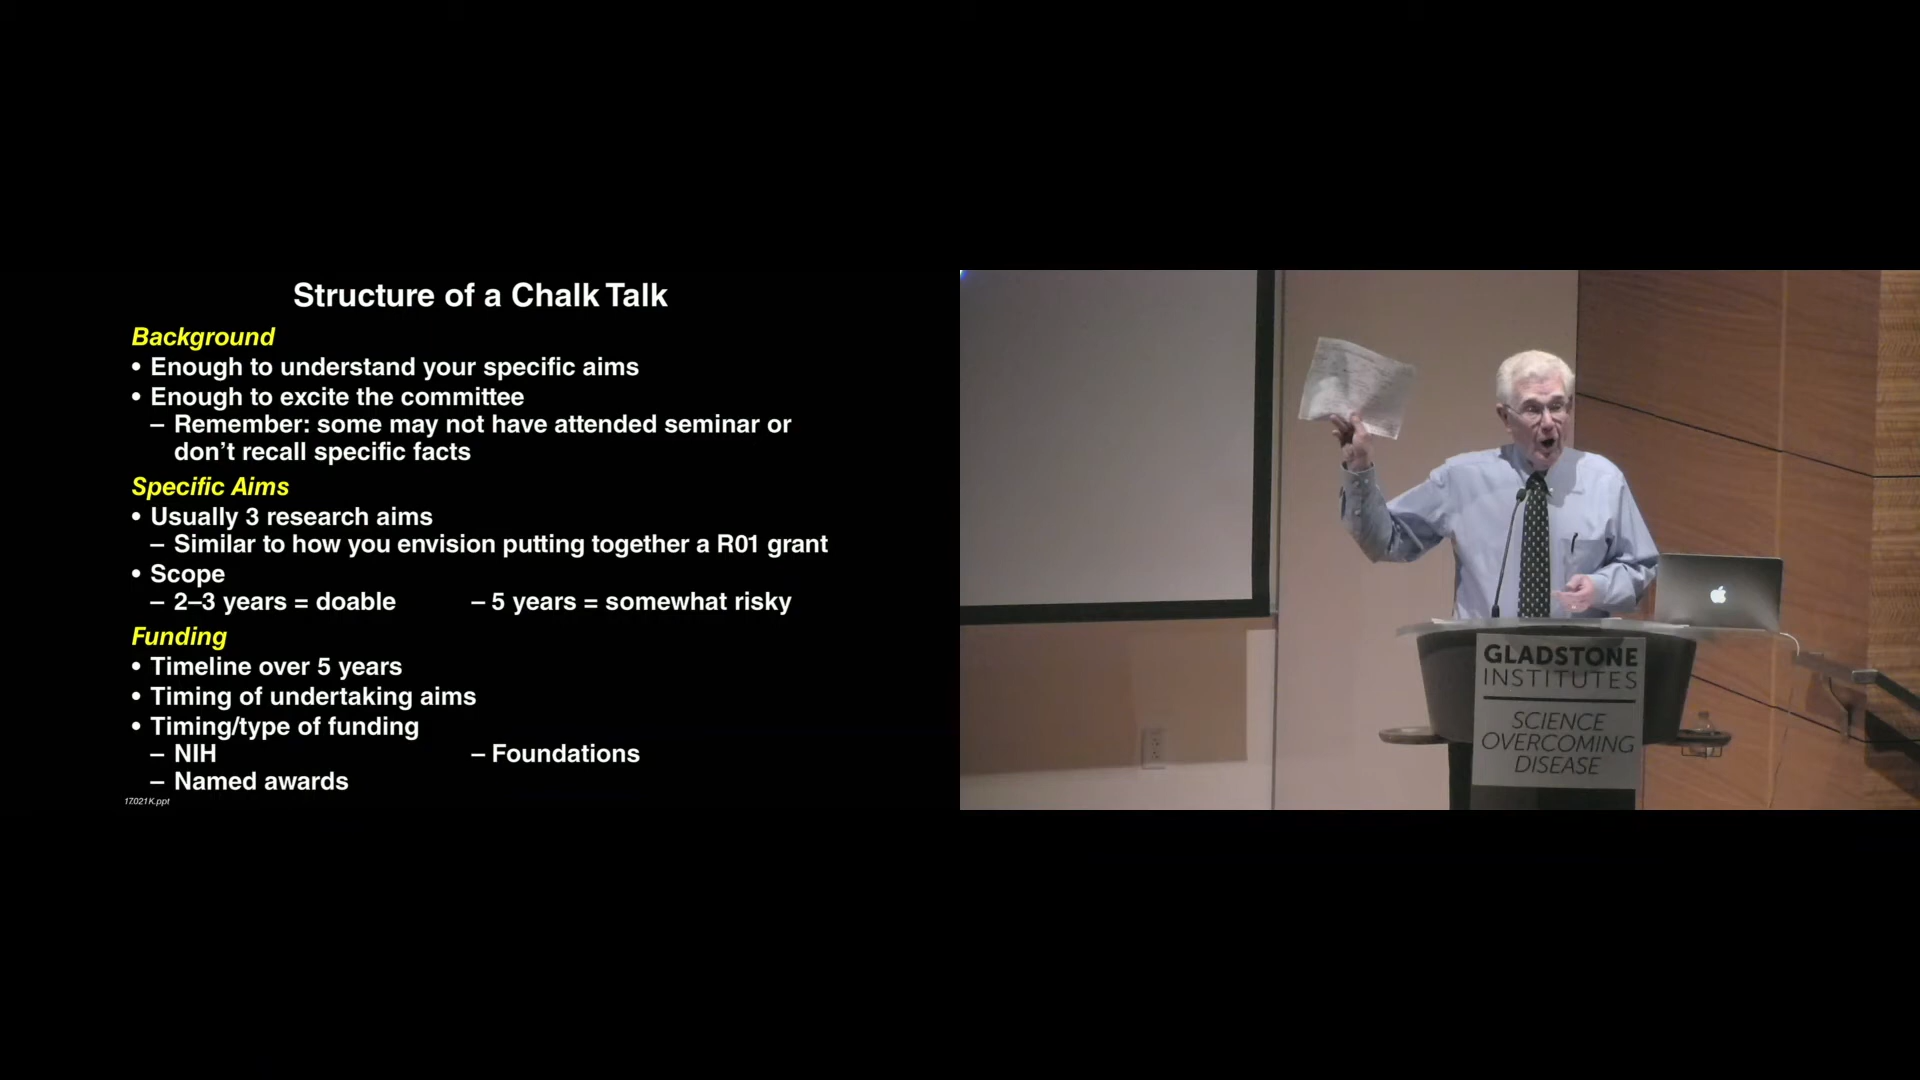 Structure of a Chalk Talk
Background
• Enough to understand your specific aims
• Enough to excite the committee
– Remember: some may not have attended seminar or
don’t recall specific facts
Specific Aims
• Usually 3 research aims
– Similar to how you envision putting together a R01 grant
• Scope
– 2–3 years = doable – 5 years = somewhat risky
Funding
• Timeline over 5 years
• Timing of undertaking aims
• Timing/type of funding
– NIH – Foundations
– Named awards
17.021K.ppt
GLADSTONE
INSTITUTES
SCIENCE
OVERCOMING
DISEASE